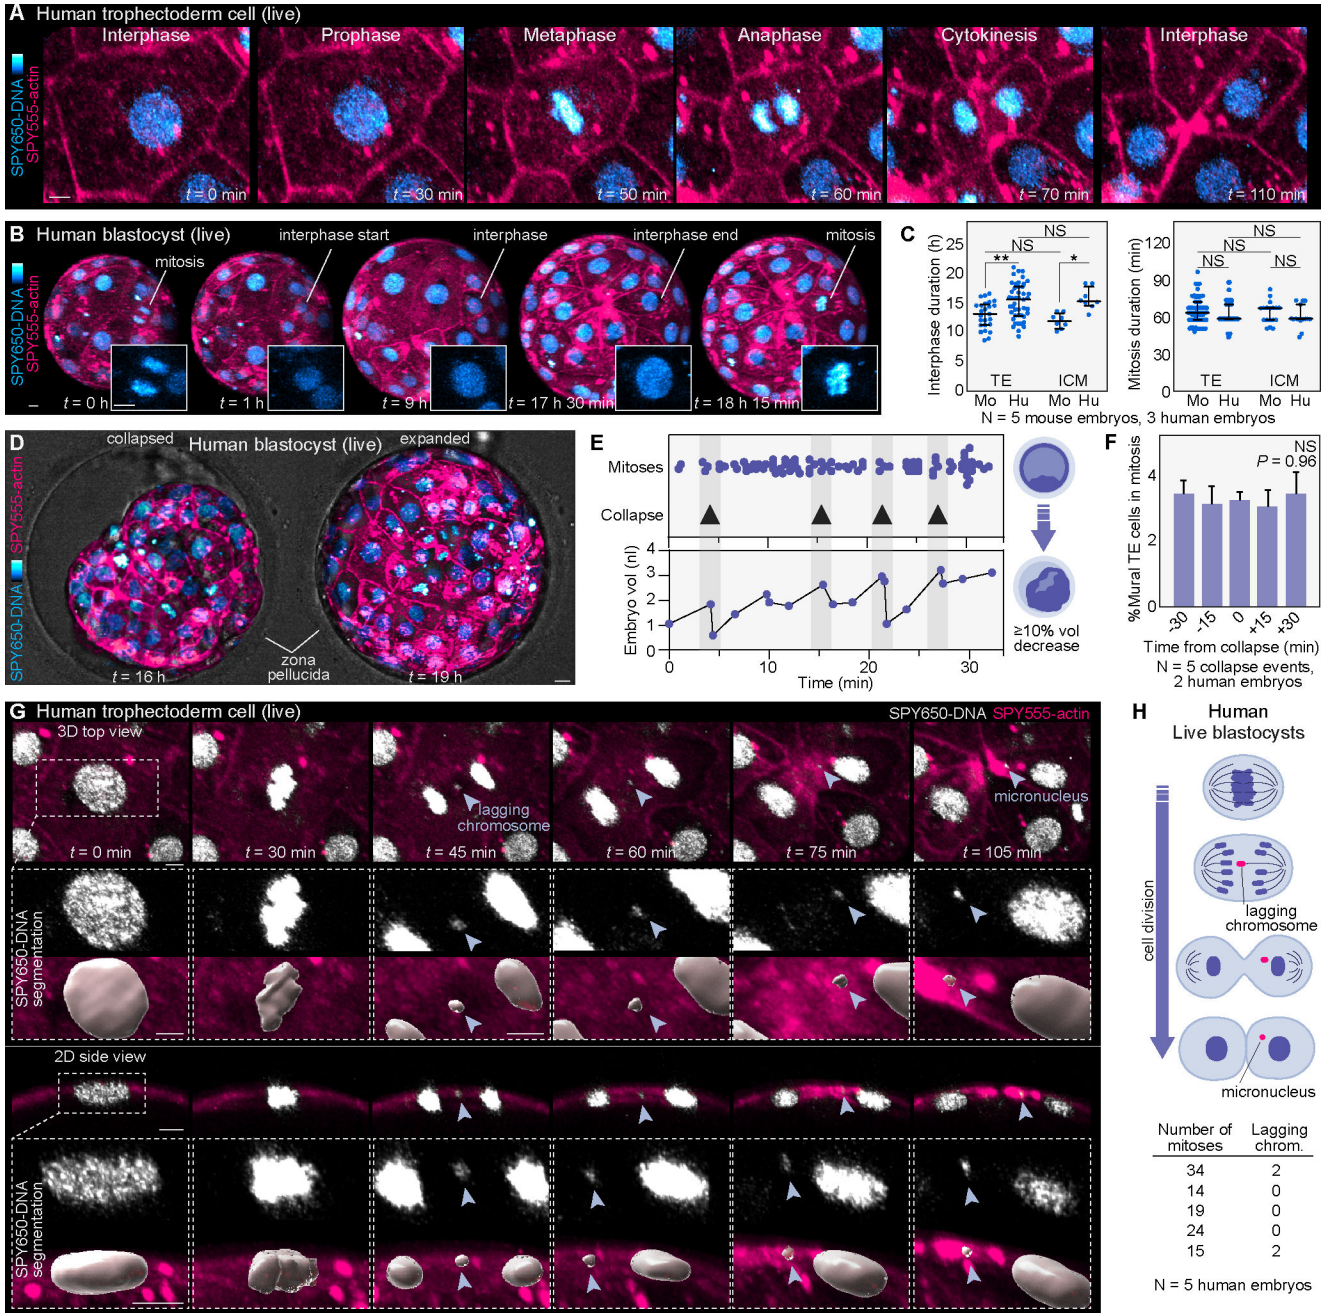 A Human trophectoderm cell (live)
SPY650-DNA
SPY555-actin
Interphase
Prophase
Metaphase
Anaphase
Cytokinesis
Interphase
t = 0 min
t = 30 min
t = 50 min
t = 60 min
t = 70 min
t = 110 min
B Human blastocyst (live)
SPY650-DNA
SPY555-actin
mitosis
interphase start
interphase
interphase end
mitosis
t = 0 h
t = 1 h
t = 9 h
t = 17 h 30 min
t = 18 h 15 min
C
Interphase duration (h)
25
20
15
10
5
0
NS
NS
**
*
TE
ICM
Mo Hu Mo Hu
Mitosis duration (min)
120
90
60
30
0
NS
NS
NS
NS
TE
ICM
Mo Hu Mo Hu
N = 5 mouse embryos, 3 human embryos
D Human blastocyst (live)
SPY650-DNA SPY555-actin
collapsed
expanded
zona
pellucida
t = 16 h
t = 19 h
E
Mitoses
Collapse
Embryo vol (nl)
4
3
2
1
0
0
10
20
30
Time (min)
≥10% vol
decrease
F
%Mural TE cells in mitosis
4
2
0
NS
P = 0.96
-30
-15
0
+15
+30
Time from collapse (min)
N = 5 collapse events,
2 human embryos
G Human trophectoderm cell (live)
SPY650-DNA SPY555-actin
3D top view
lagging
chromosome
micronucleus
t = 0 min
t = 30 min
t = 45 min
t = 60 min
t = 75 min
t = 105 min
SPY650-DNA
segmentation
2D side view
SPY650-DNA
segmentation
H
Human
Live blastocysts
cell division
lagging
chromosome
micronucleus
Number of mitoses Lagging chrom.
34 2
14 0
19 0
24 0
15 2
N = 5 human embryos